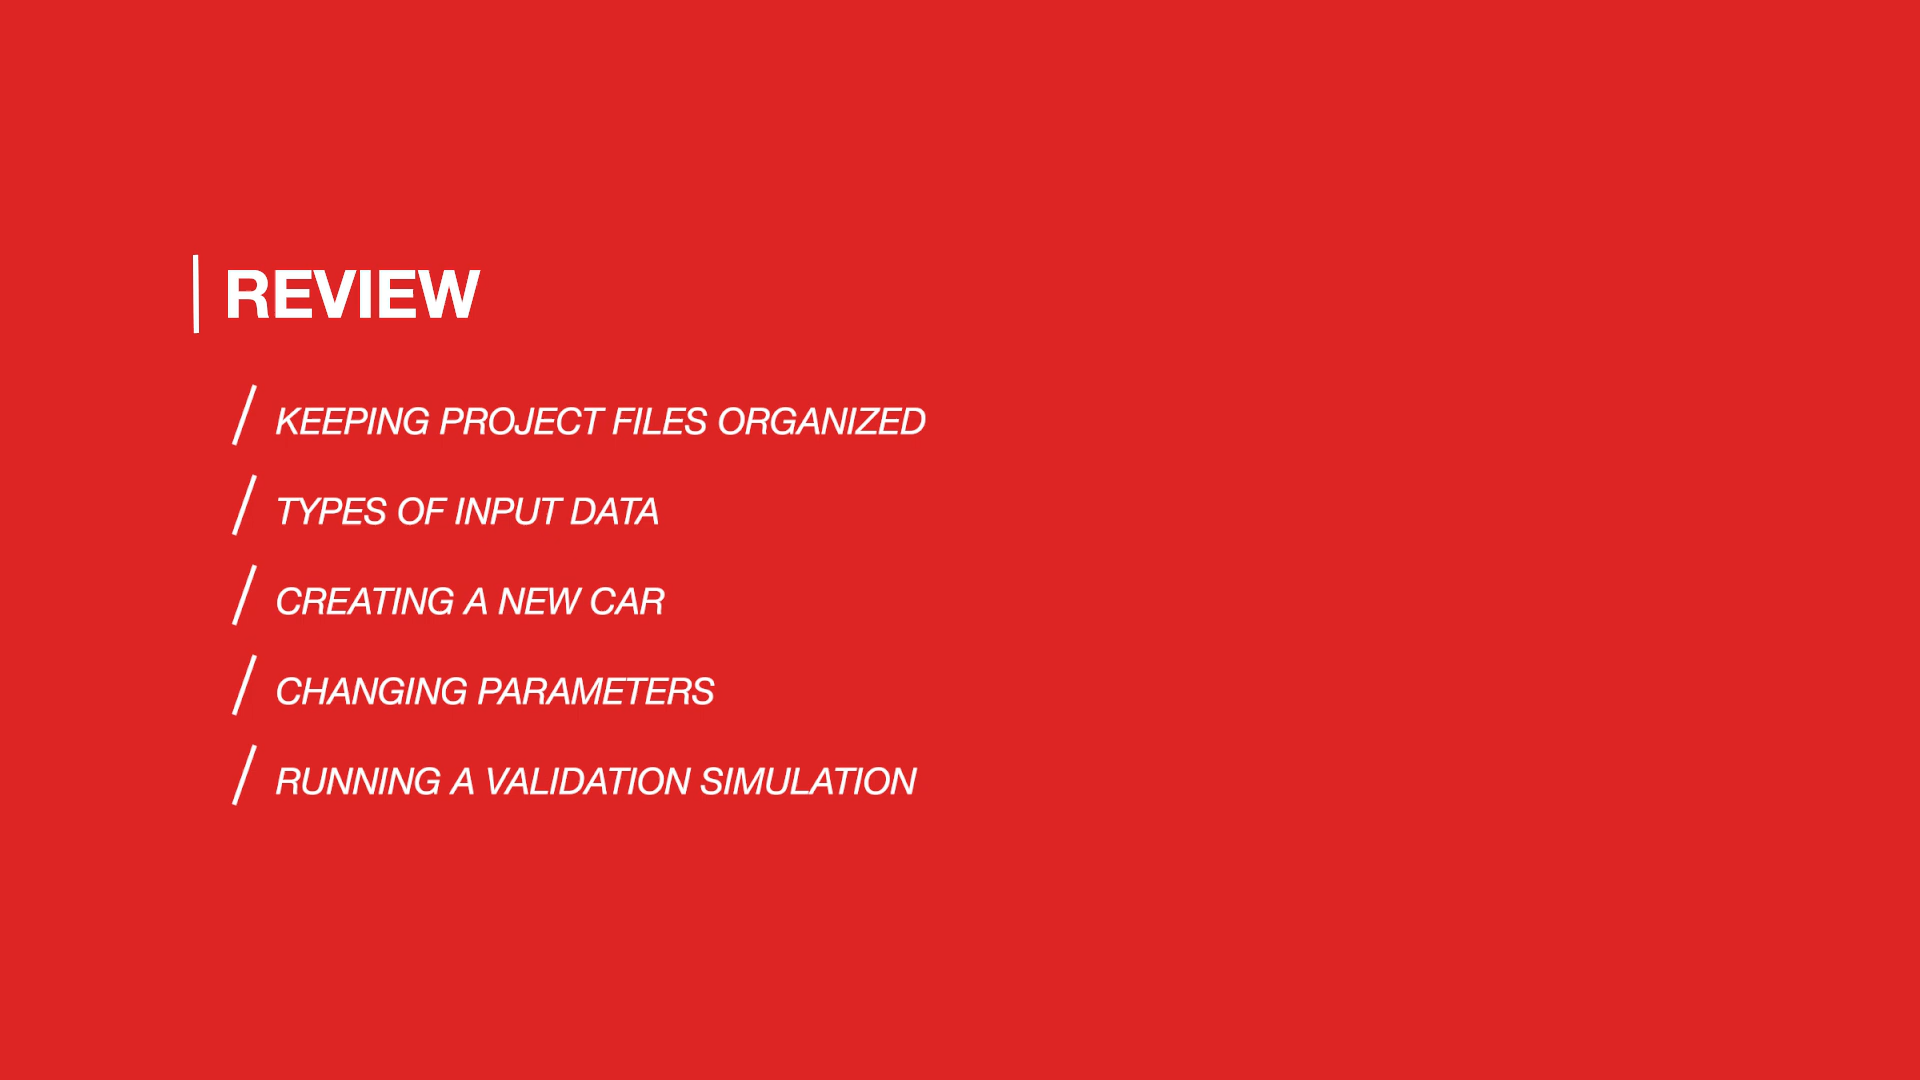 REVIEW
KEEPING PROJECT FILES ORGANIZED
TYPES OF INPUT DATA
CREATING A NEW CAR
CHANGING PARAMETERS
RUNNING A VALIDATION SIMULATION